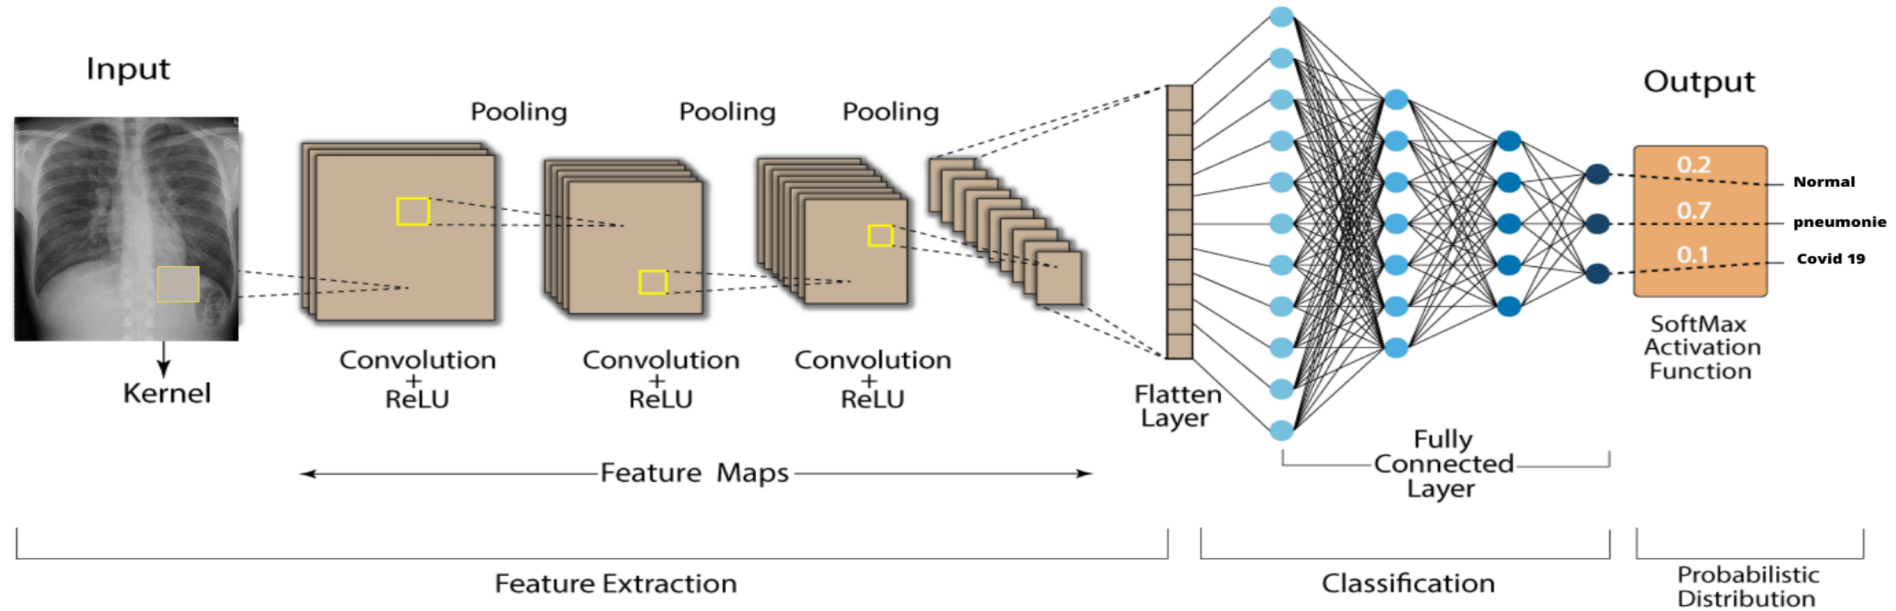 Input
Kernel
Pooling
Pooling
Pooling
Convolution
+
ReLU
Convolution
+
ReLU
Convolution
+
ReLU
Feature Maps
Flatten
Layer
Fully
Connected
Layer
Output
0.2
Normal
0.7
pneumonie
0.1
Covid 19
SoftMax
Activation
Function
Feature Extraction
Classification
Probabilistic
Distribution